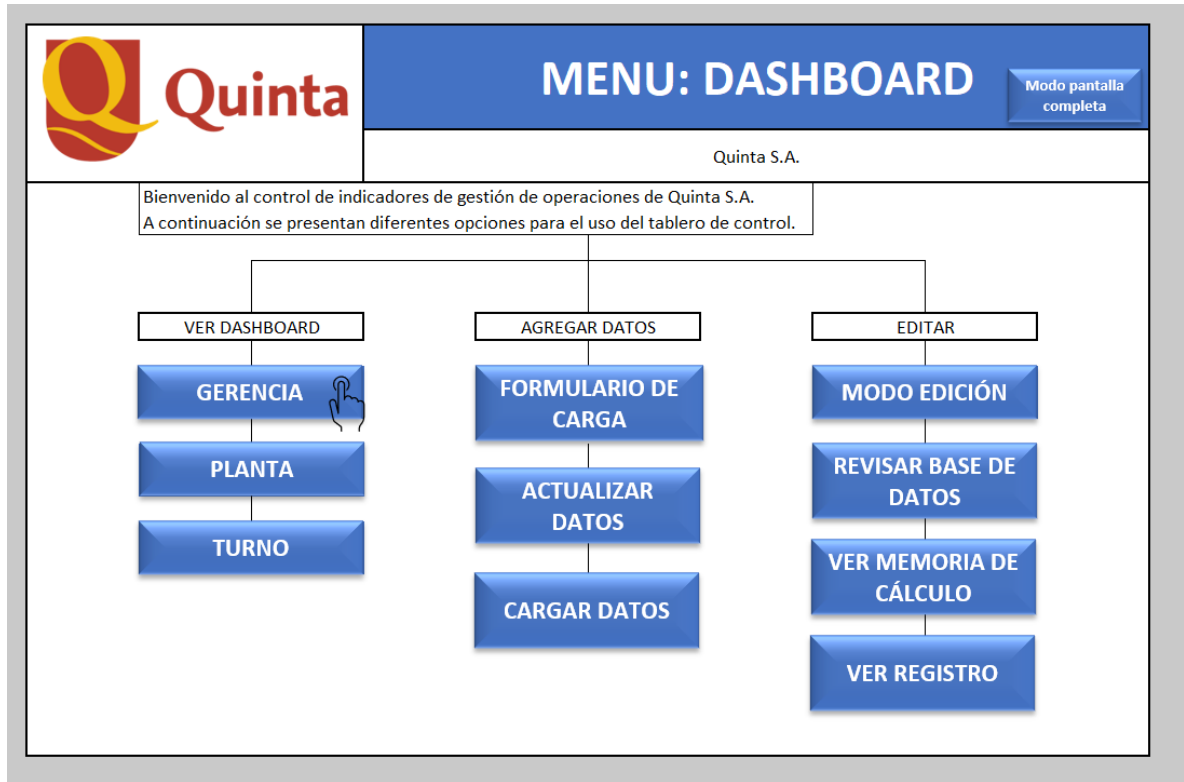 Quinta
MENU: DASHBOARD
Modo pantalla
completa
Quinta S.A.
Bienvenido al control de indicadores de gestión de operaciones de Quinta S.A.
A continuación se presentan diferentes opciones para el uso del tablero de control.
VER DASHBOARD
GERENCIA
PLANTA
TURNO
AGREGAR DATOS
FORMULARIO DE
CARGA
ACTUALIZAR
DATOS
CARGAR DATOS
EDITAR
MODO EDICIÓN
REVISAR BASE DE
DATOS
VER MEMORIA DE
CÁLCULO
VER REGISTRO